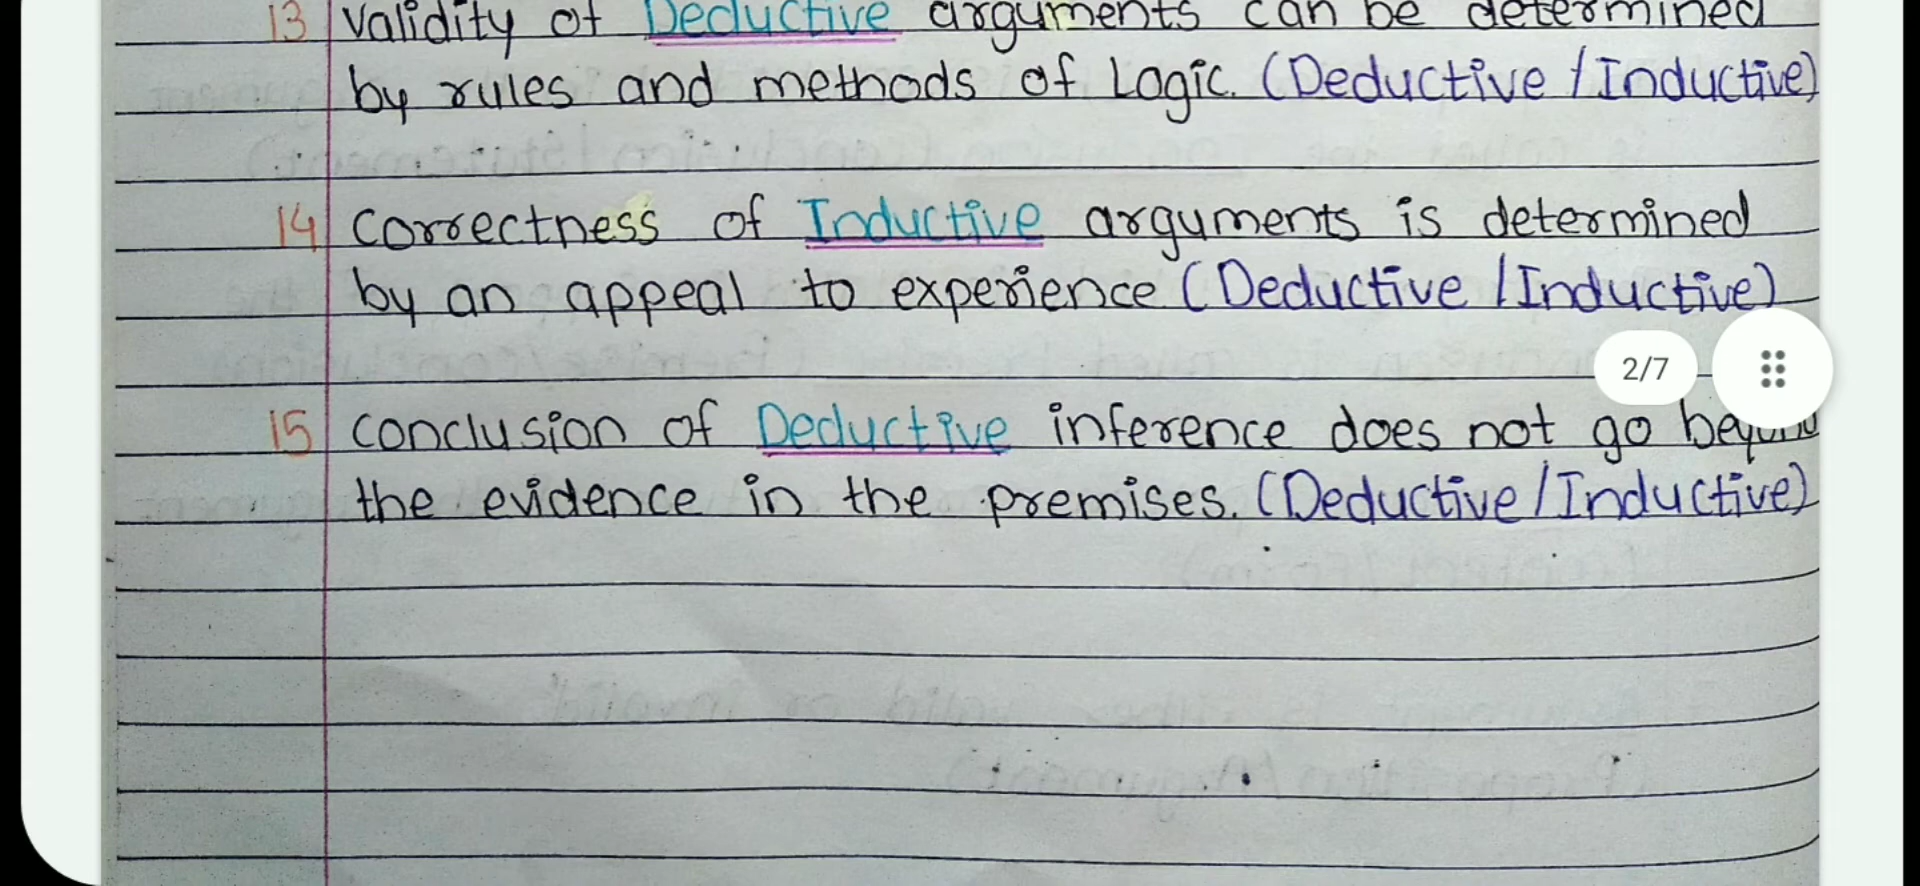 13 Validity of Deductive arguments can be determined
by rules and methods of Logic. (Deductive / Inductive)
14 Correctness of Inductive arguments is determined
by an appeal to experience (Deductive / Inductive)
2/7
15 Conclusion of Deductive inference does not go beyond
the evidence in the premises. (Deductive / Inductive)